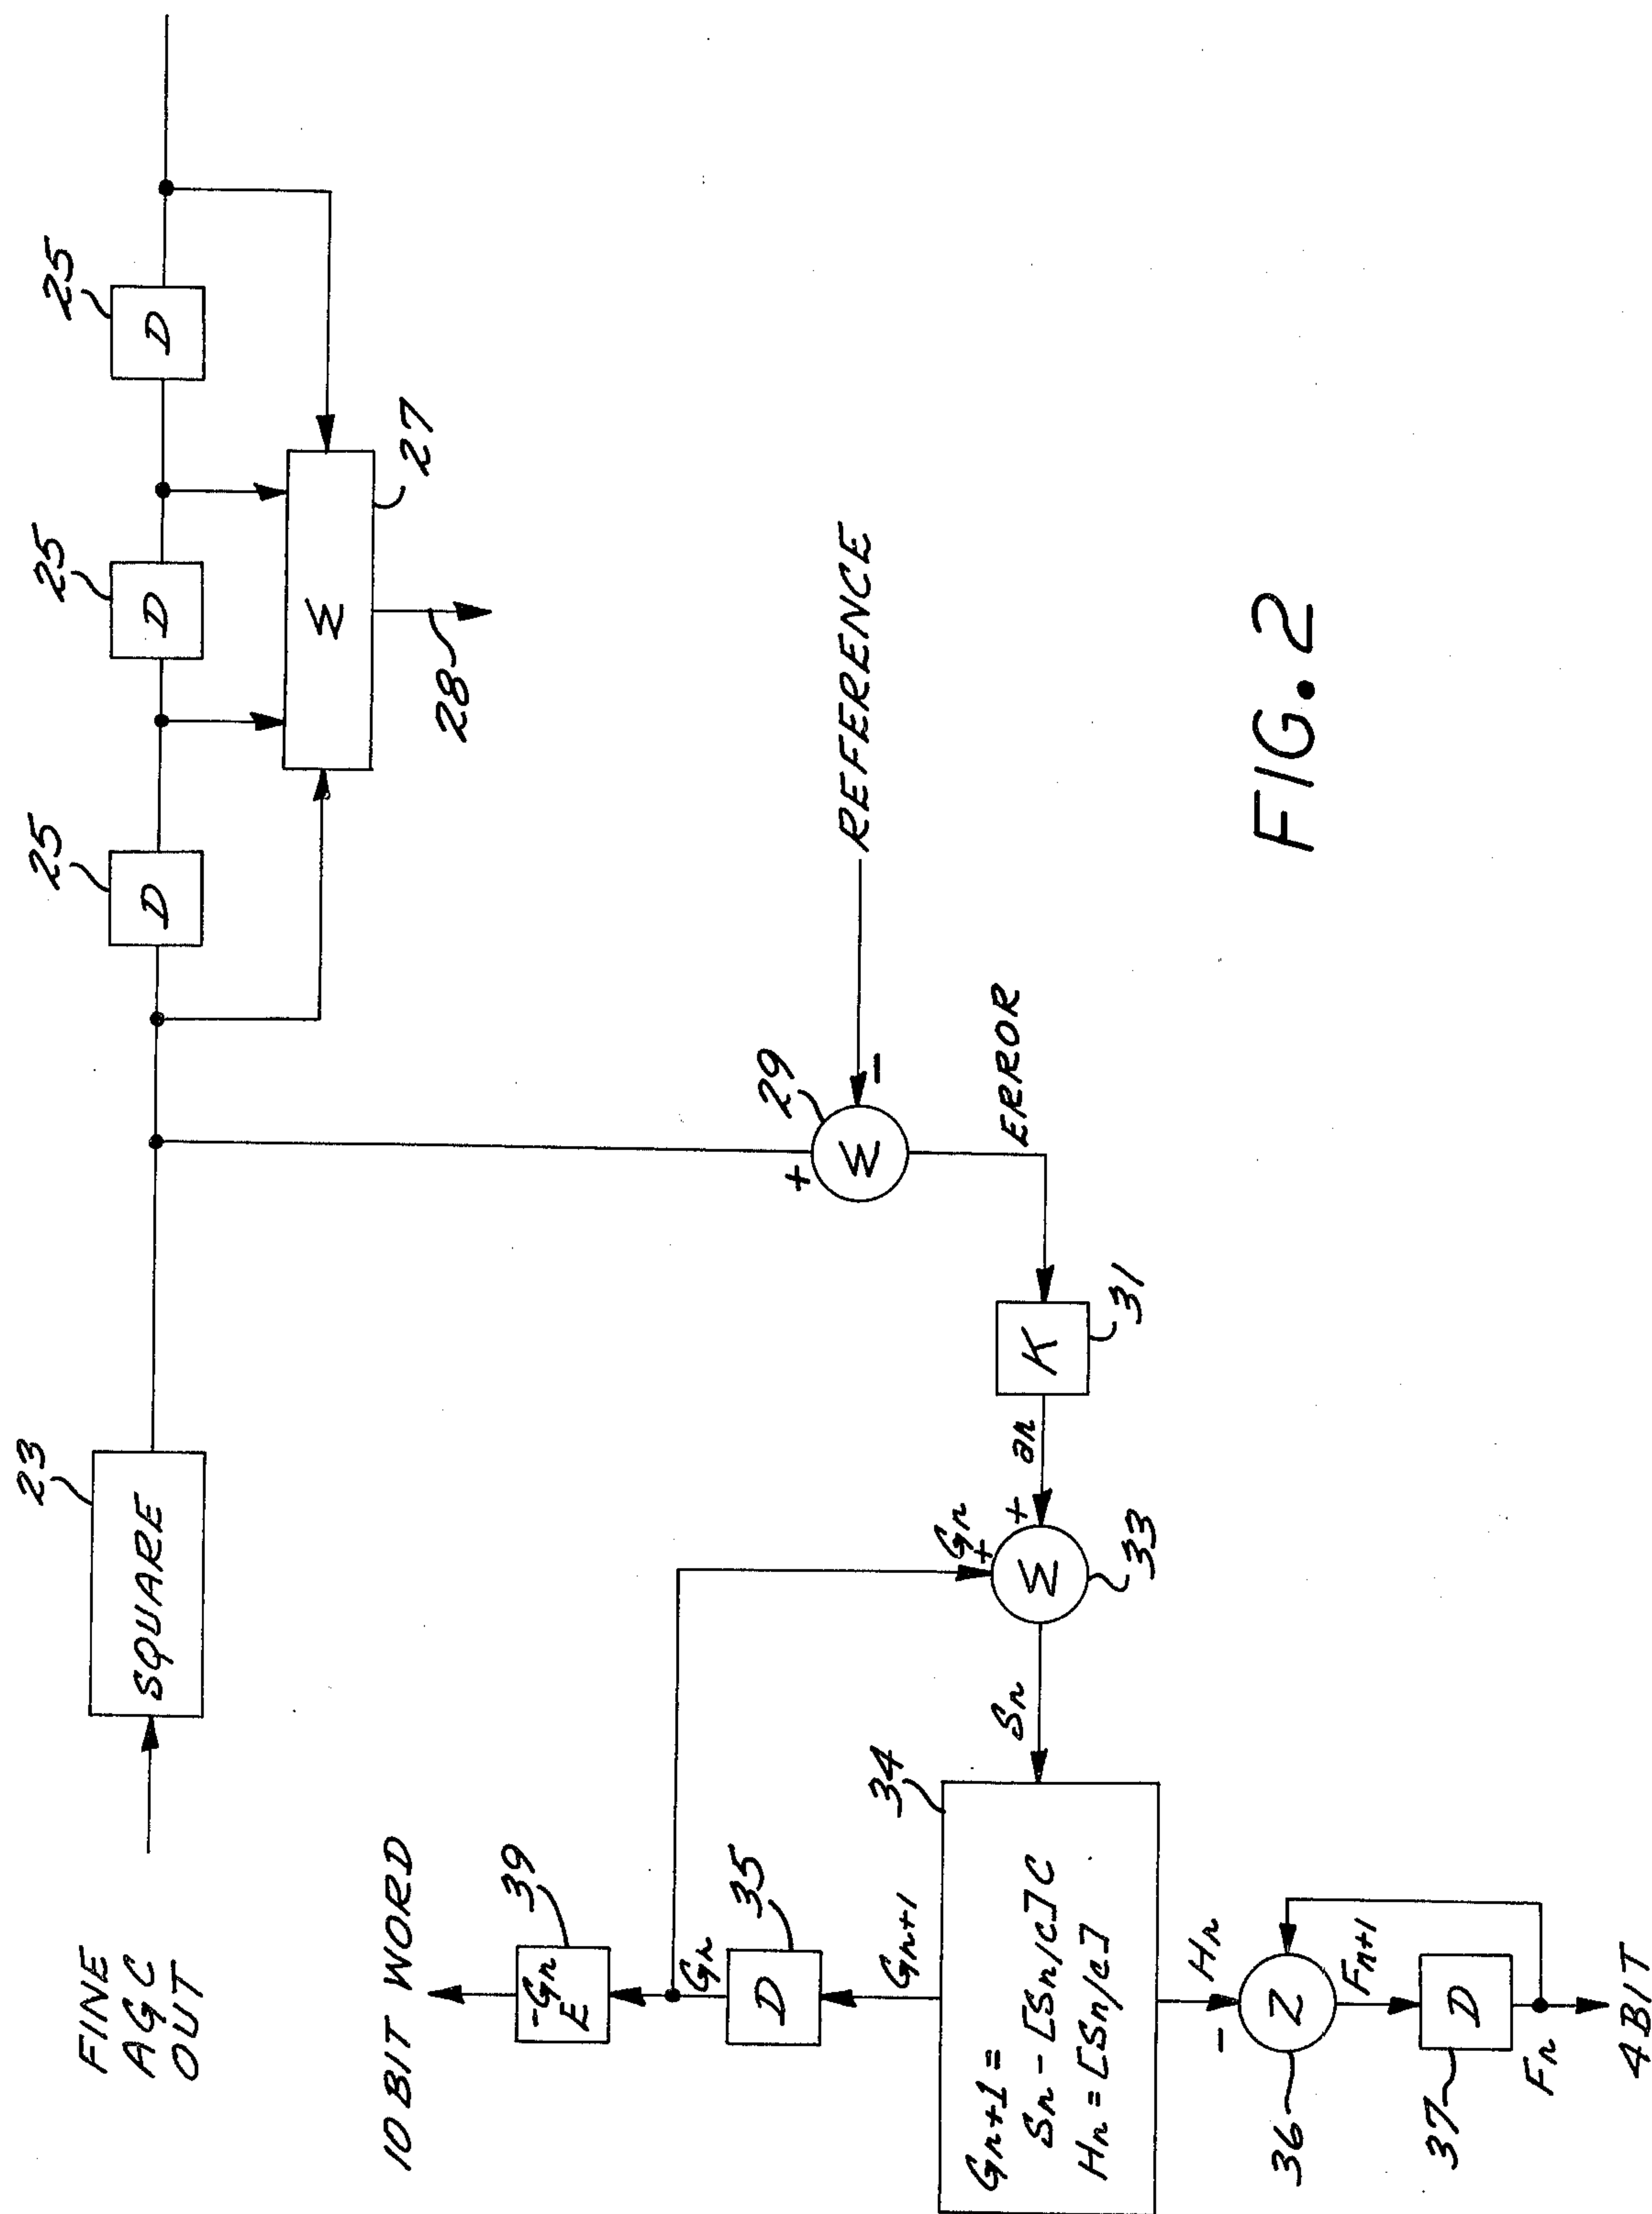 FINE
AGC
OUT
23
SQUARE
25
D
25
D
25
D
Σ
27
28
10 BIT WORD
39
-Gn
E
Gn
35
D
Gn+1
34
Gn+1 =
Sn - [Sn/c] C
Hn = [Sn/c]
Sn
Gn
+
+
Σ
33
an
K
31
ERROR
29
+
Σ
-
REFERENCE
Hn
-
Σ
36
Fn+1
D
37
Fn
4 BIT
FIG. 2